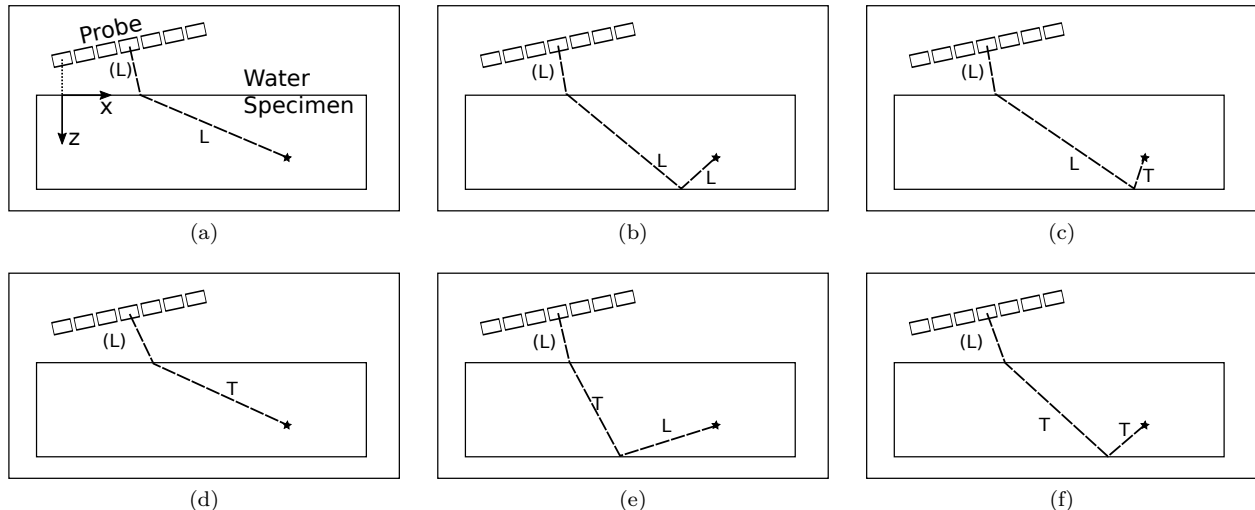 Probe
(L)
Water
x
Specimen
z
L
(a)
(L)
L
L
(b)
(L)
L
T
(c)
(L)
T
(d)
(L)
T
L
(e)
(L)
T
T
(f)